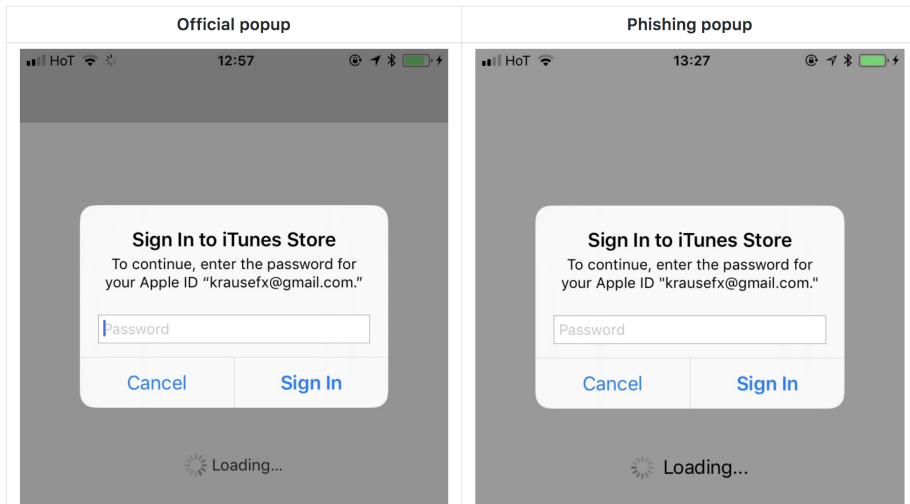 Official popup
Phishing popup
HoT
12:57
Sign In to iTunes Store
To continue, enter the password for
your Apple ID “krausefx@gmail.com.”
Password
Cancel
Sign In
Loading...
HoT
13:27
Sign In to iTunes Store
To continue, enter the password for
your Apple ID "krausefx@gmail.com."
Password
Cancel
Sign In
Loading...